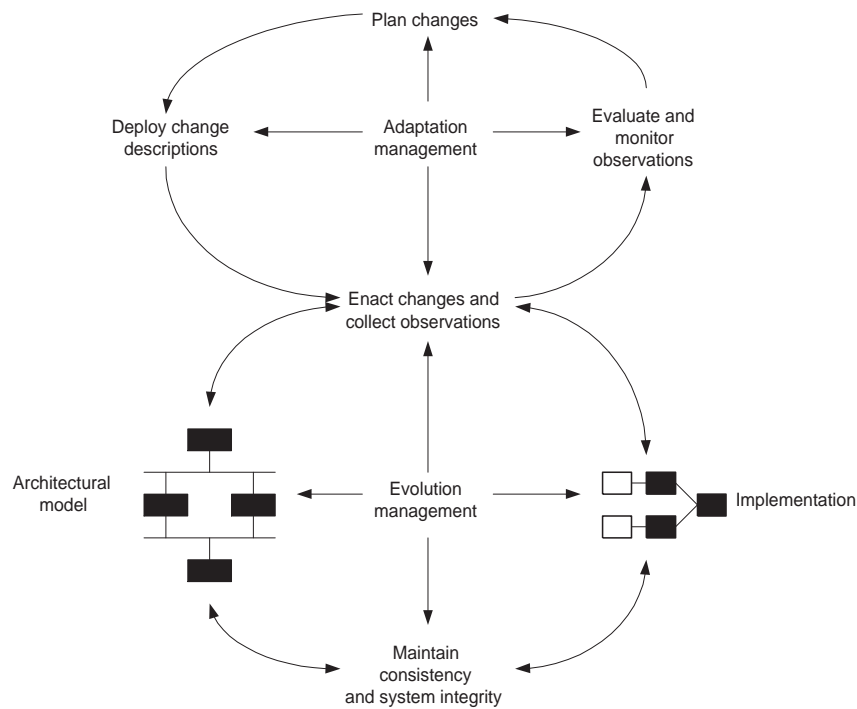 Plan changes
Deploy change
descriptions
Adaptation
management
Evaluate and
monitor
observations
Enact changes and
collect observations
Architectural
model
Evolution
management
Implementation
Maintain
consistency
and system integrity